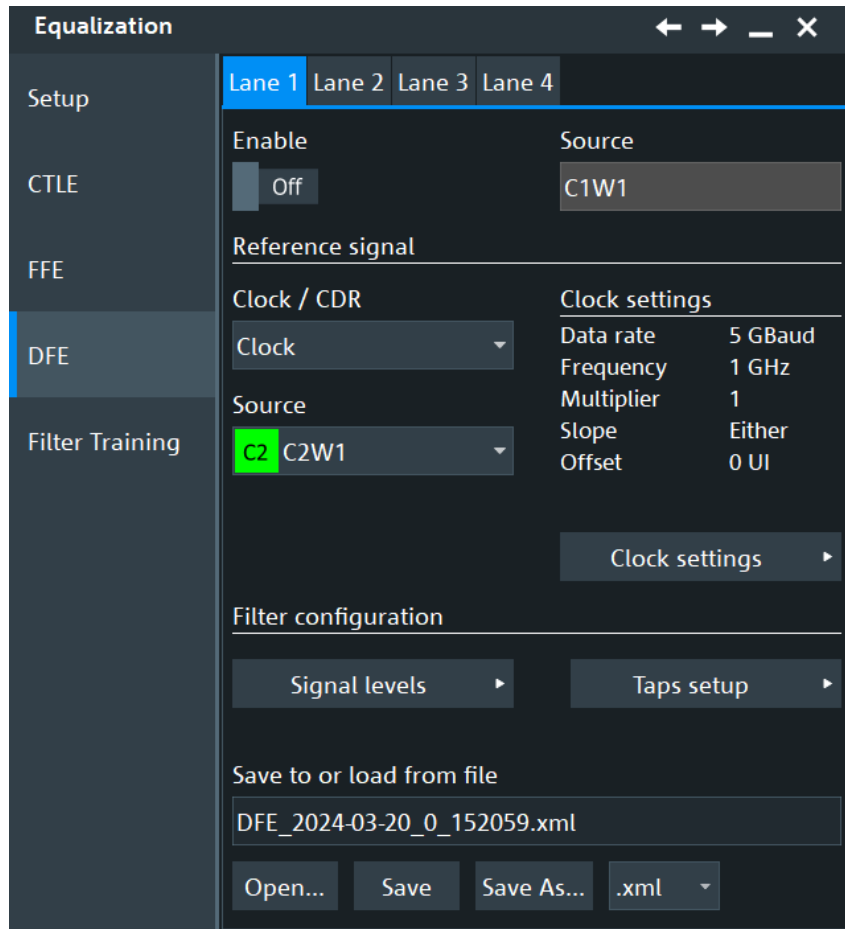 Equalization
Setup
CTLE
FFE
DFE
Filter Training
Lane 1 Lane 2 Lane 3 Lane 4
Enable
Off
Source
C1W1
Reference signal
Clock / CDR
Clock
Source
C2 C2W1
Clock settings
Data rate 5 GBaud
Frequency 1 GHz
Multiplier 1
Slope Either
Offset 0 UI
Clock settings
Filter configuration
Signal levels
Taps setup
Save to or load from file
DFE_2024-03-20_0_152059.xml
Open... Save Save As... .xml